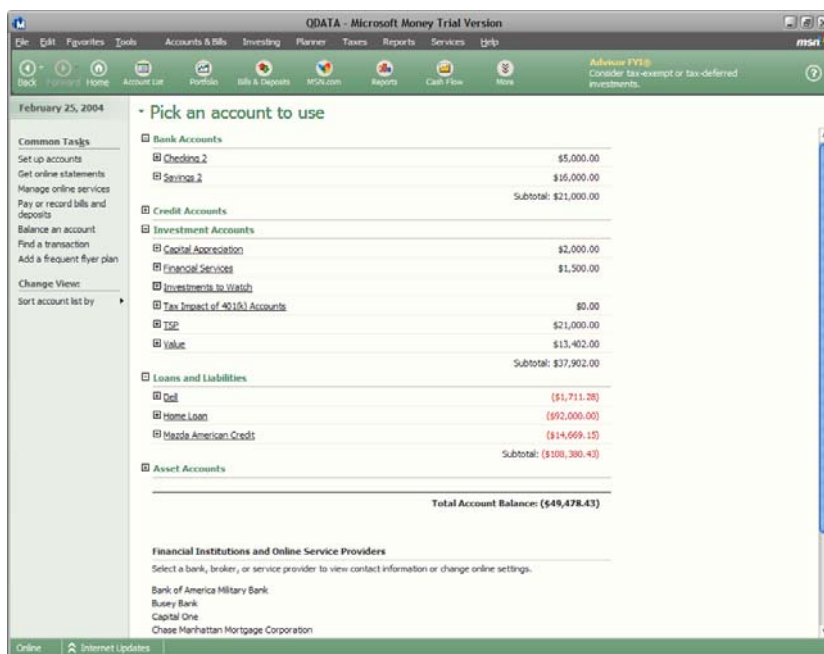 QDATA - Microsoft Money Trial Version
File Edit Favorites Tools Accounts & Bills Investing Planner Taxes Reports Services Help msn
Back Forward Home Account List Portfolio Bills & Deposits MSN.com Reports Cash Flow More
Advisor FYI®
Consider tax-exempt or tax-deferred
investments.
February 25, 2004
Common Tasks
Set up accounts
Get online statements
Manage online services
Pay or record bills and
deposits
Balance an account
Find a transaction
Add a frequent flyer plan
Change View:
Sort account list by
Pick an account to use
Bank Accounts
Checking 2 $5,000.00
Savings 2 $16,000.00
Subtotal: $21,000.00
Credit Accounts
Investment Accounts
Capital Appreciation $2,000.00
Financial Services $1,500.00
Investments to Watch
Tax Impact of 401(k) Accounts $0.00
TSP $21,000.00
Value $13,402.00
Subtotal: $37,902.00
Loans and Liabilities
Dell ($1,711.28)
Home Loan ($92,000.00)
Mazda American Credit ($14,669.15)
Subtotal: ($108,380.43)
Asset Accounts
Total Account Balance: ($49,478.43)
Financial Institutions and Online Service Providers
Select a bank, broker, or service provider to view contact information or change online settings.
Bank of America Military Bank
Busey Bank
Capital One
Chase Manhattan Mortgage Corporation
Online Internet Updates